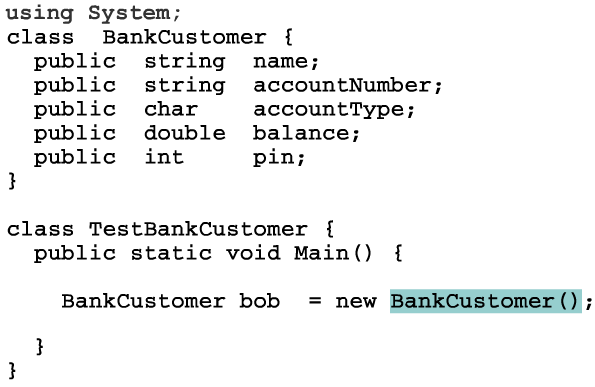 using System;
class  BankCustomer {
  public  string  name;
  public  string  accountNumber;
  public  char    accountType;
  public  double  balance;
  public  int     pin;
}
class TestBankCustomer {
  public static void Main() {
    BankCustomer bob  = new BankCustomer();
  }
}